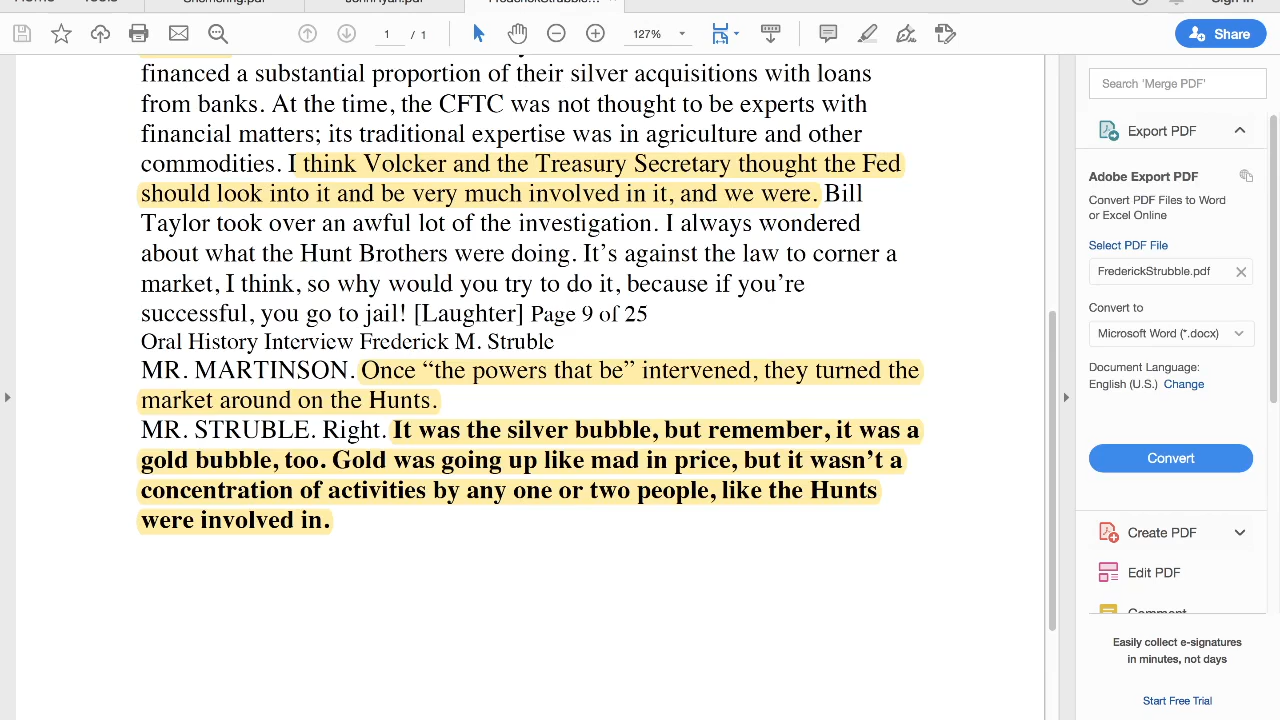 Share
1 / 1
127%
financed a substantial proportion of their silver acquisitions with loans
from banks. At the time, the CFTC was not thought to be experts with
financial matters; its traditional expertise was in agriculture and other
commodities. I think Volcker and the Treasury Secretary thought the Fed
should look into it and be very much involved in it, and we were. Bill
Taylor took over an awful lot of the investigation. I always wondered
about what the Hunt Brothers were doing. It’s against the law to corner a
market, I think, so why would you try to do it, because if you’re
successful, you go to jail! [Laughter] Page 9 of 25
Oral History Interview Frederick M. Struble
MR. MARTINSON. Once “the powers that be” intervened, they turned the
market around on the Hunts.
MR. STRUBLE. Right. It was the silver bubble, but remember, it was a
gold bubble, too. Gold was going up like mad in price, but it wasn’t a
concentration of activities by any one or two people, like the Hunts
were involved in.
Search 'Merge PDF'
Export PDF
Adobe Export PDF
Convert PDF Files to Word
or Excel Online
Select PDF File
FrederickStrubble.pdf
Convert to
Microsoft Word (*.docx)
Document Language:
English (U.S.) Change
Convert
Create PDF
Edit PDF
Comment
Easily collect e-signatures
in minutes, not days
Start Free Trial